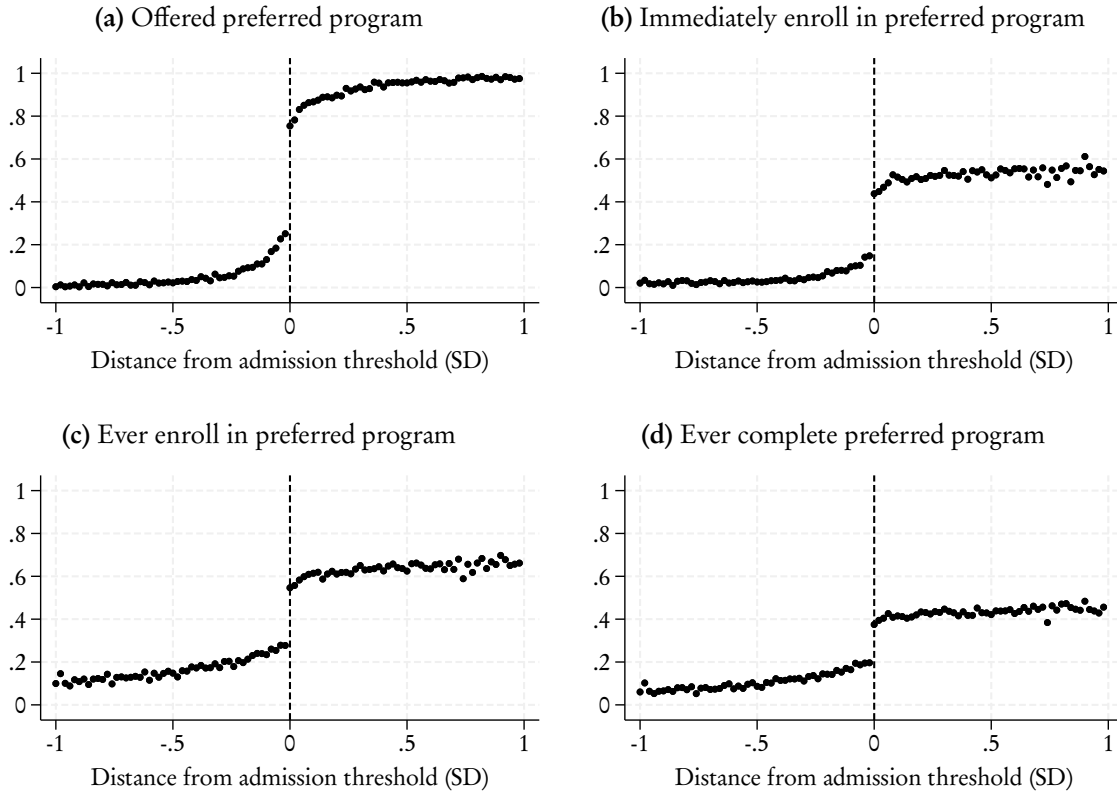 (a) Offered preferred program
1
.8
.6
.4
.2
0
-1 -.5 0 .5 1
Distance from admission threshold (SD)
(b) Immediately enroll in preferred program
1
.8
.6
.4
.2
0
-1 -.5 0 .5 1
Distance from admission threshold (SD)
(c) Ever enroll in preferred program
1
.8
.6
.4
.2
0
-1 -.5 0 .5 1
Distance from admission threshold (SD)
(d) Ever complete preferred program
1
.8
.6
.4
.2
0
-1 -.5 0 .5 1
Distance from admission threshold (SD)